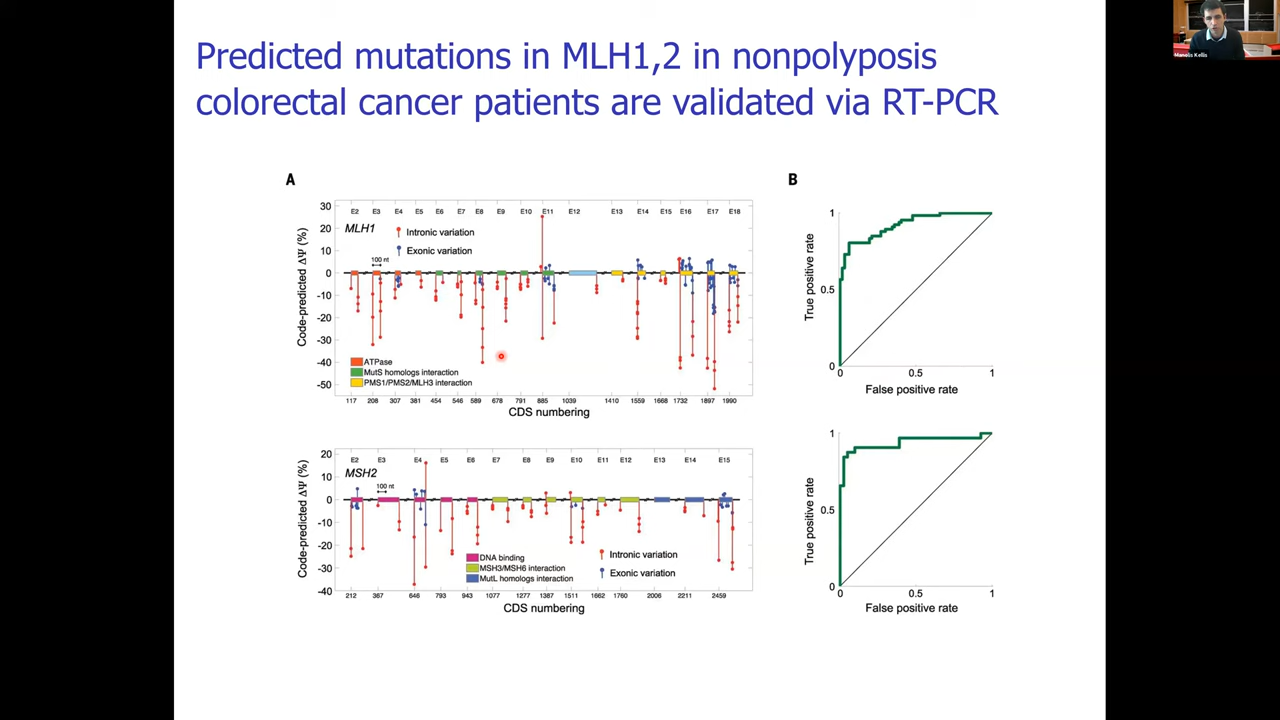 Predicted mutations in MLH1,2 in nonpolyposis
colorectal cancer patients are validated via RT-PCR
Manolis Kellis
A
Code-predicted ΔΨ (%)
30
20
10
0
-10
-20
-30
-40
-50
E2 E3 E4 E5 E6 E7 E8 E9 E10 E11 E12 E13 E14 E15 E16 E17 E18
MLH1
Intronic variation
Exonic variation
100 nt
ATPase
MutS homologs interaction
PMS1/PMS2/MLH3 interaction
117 208 307 381 454 546 589 678 791 885 1039 1410 1559 1668 1732 1897 1990
CDS numbering
Code-predicted ΔΨ (%)
20
10
0
-10
-20
-30
-40
E2 E3 E4 E5 E6 E7 E8 E9 E10 E11 E12 E13 E14 E15
MSH2
100 nt
DNA binding
MSH3/MSH6 interaction
MutL homologs interaction
Intronic variation
Exonic variation
212 367 646 793 943 1077 1277 1387 1511 1662 1760 2006 2211 2459
CDS numbering
B
True positive rate
1
0.5
0
0 0.5 1
False positive rate
True positive rate
1
0.5
0
0 0.5 1
False positive rate